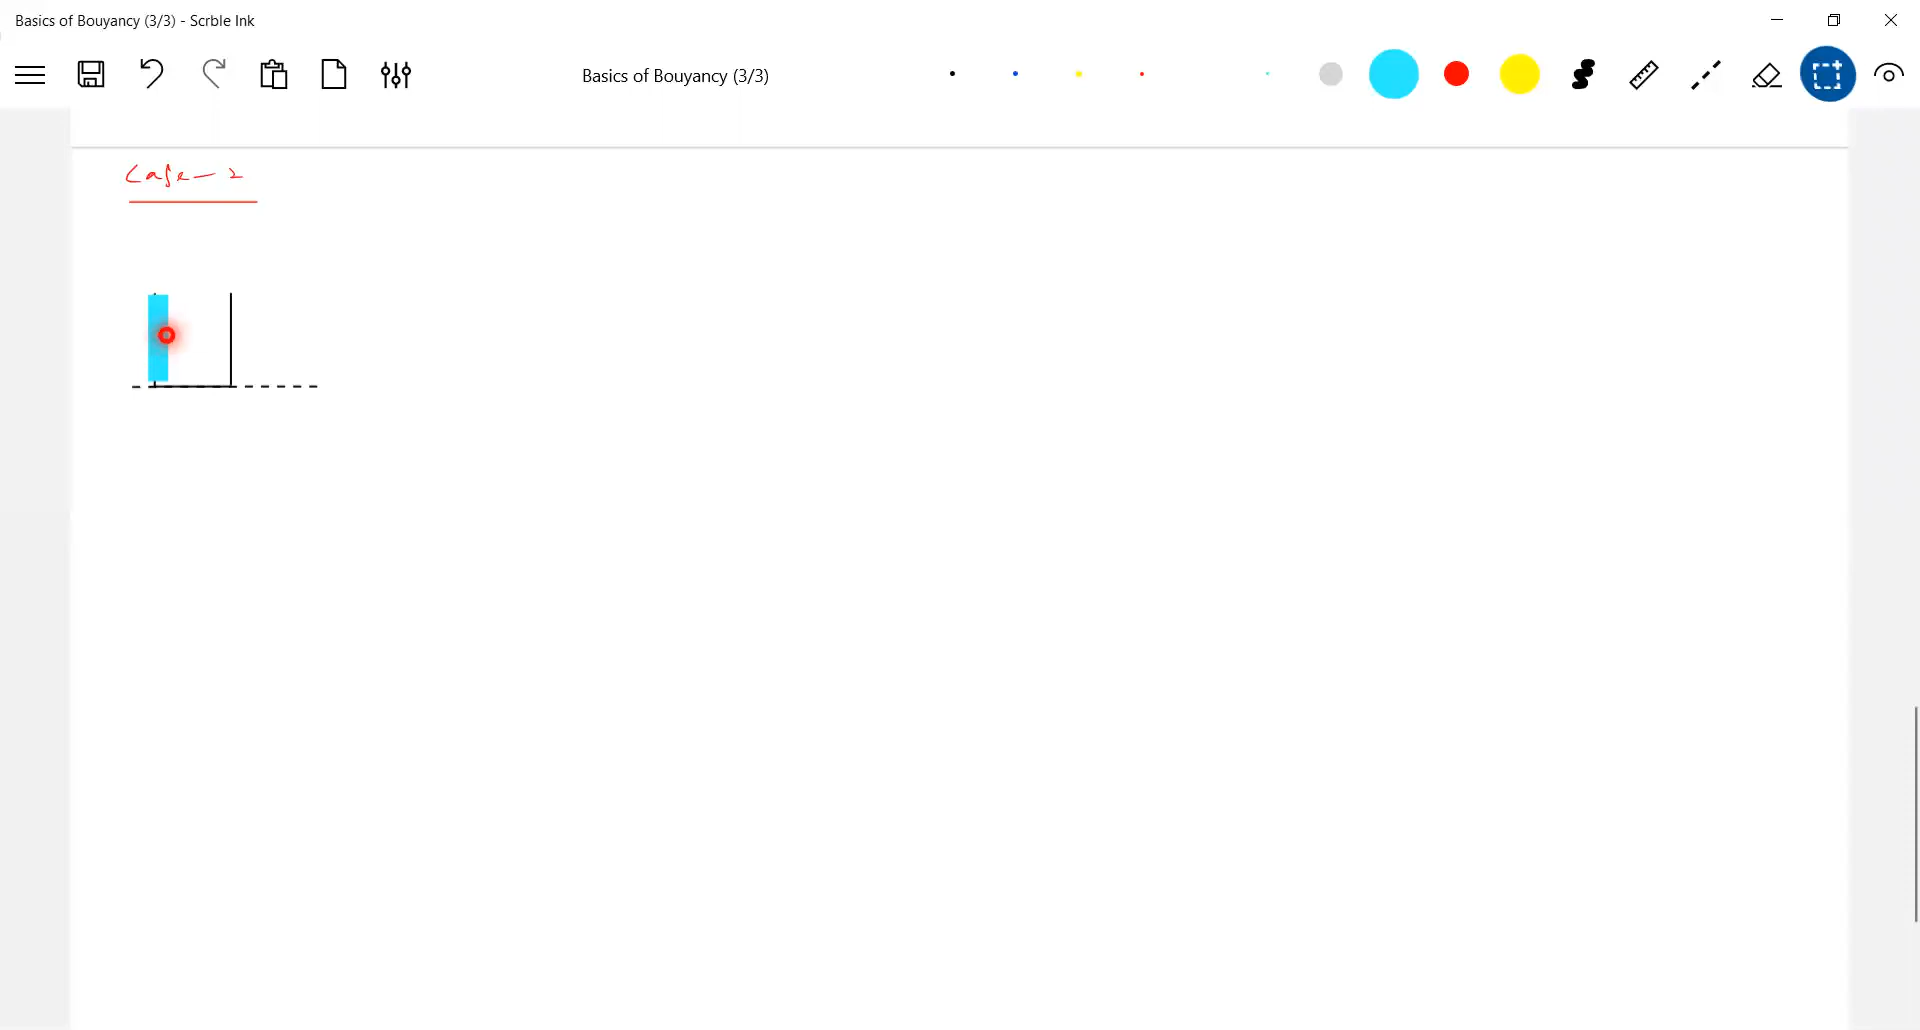 Basics of Bouyancy (3/3) - Scrble Ink
Basics of Bouyancy (3/3)
Case - 2